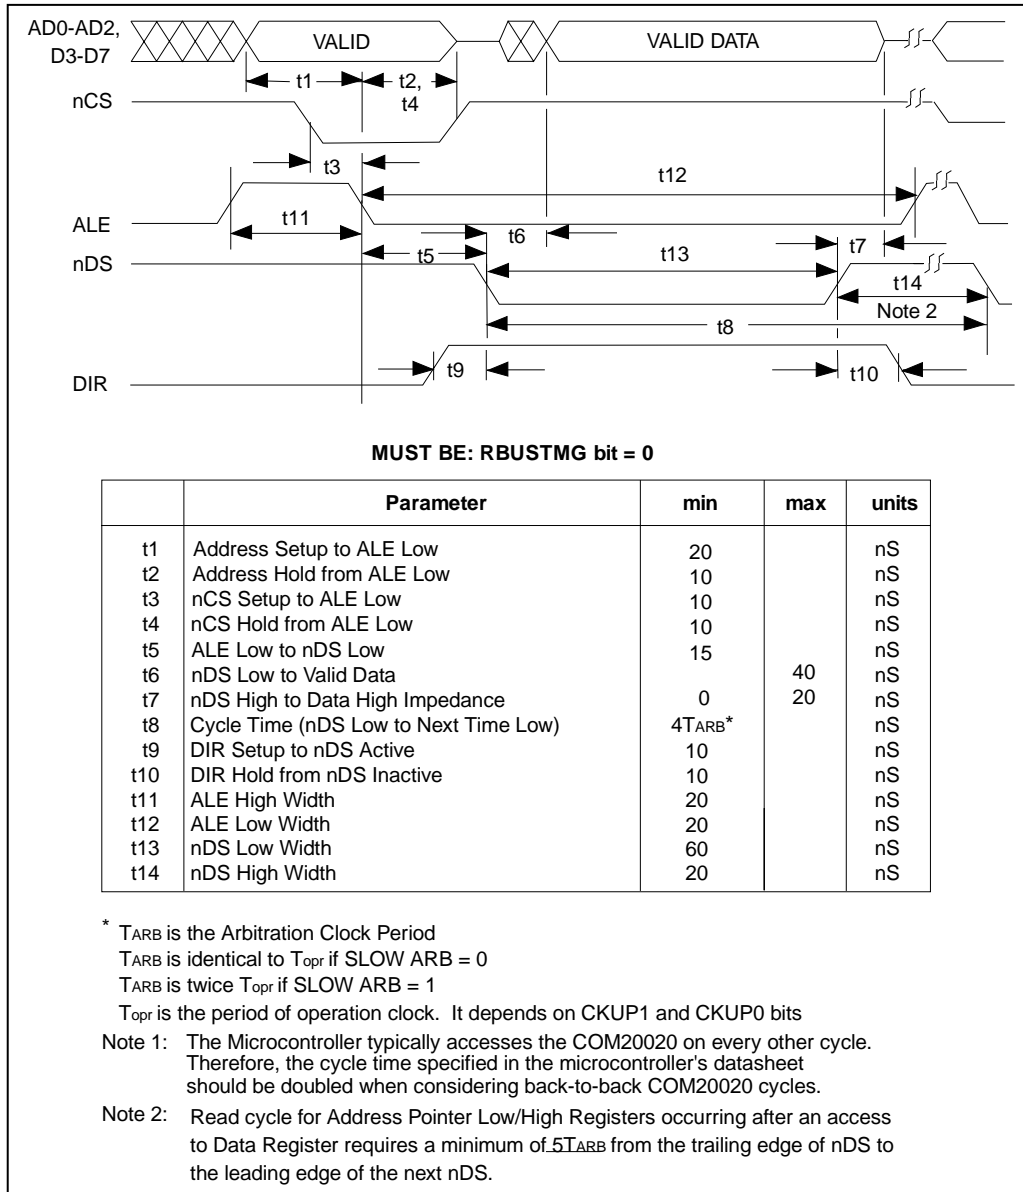 AD0-AD2,
D3-D7
VALID
VALID DATA
t1
t2,
t4
nCS
t3
t12
ALE
t11
t6
t7
nDS
t5
t13
t14
Note 2
t8
t9
t10
DIR
MUST BE: RBUSTMG bit = 0
Parameter min max units
t1 Address Setup to ALE Low 20 nS
t2 Address Hold from ALE Low 10 nS
t3 nCS Setup to ALE Low 10 nS
t4 nCS Hold from ALE Low 10 nS
t5 ALE Low to nDS Low 15 nS
t6 nDS Low to Valid Data 40 nS
t7 nDS High to Data High Impedance 0 20 nS
t8 Cycle Time (nDS Low to Next Time Low) 4TARB* nS
t9 DIR Setup to nDS Active 10 nS
t10 DIR Hold from nDS Inactive 10 nS
t11 ALE High Width 20 nS
t12 ALE Low Width 20 nS
t13 nDS Low Width 60 nS
t14 nDS High Width 20 nS
* TARB is the Arbitration Clock Period
TARB is identical to Topr if SLOW ARB = 0
TARB is twice Topr if SLOW ARB = 1
Topr is the period of operation clock. It depends on CKUP1 and CKUP0 bits
Note 1: The Microcontroller typically accesses the COM20020 on every other cycle.
Therefore, the cycle time specified in the microcontroller's datasheet
should be doubled when considering back-to-back COM20020 cycles.
Note 2: Read cycle for Address Pointer Low/High Registers occurring after an access
to Data Register requires a minimum of 5TARB from the trailing edge of nDS to
the leading edge of the next nDS.